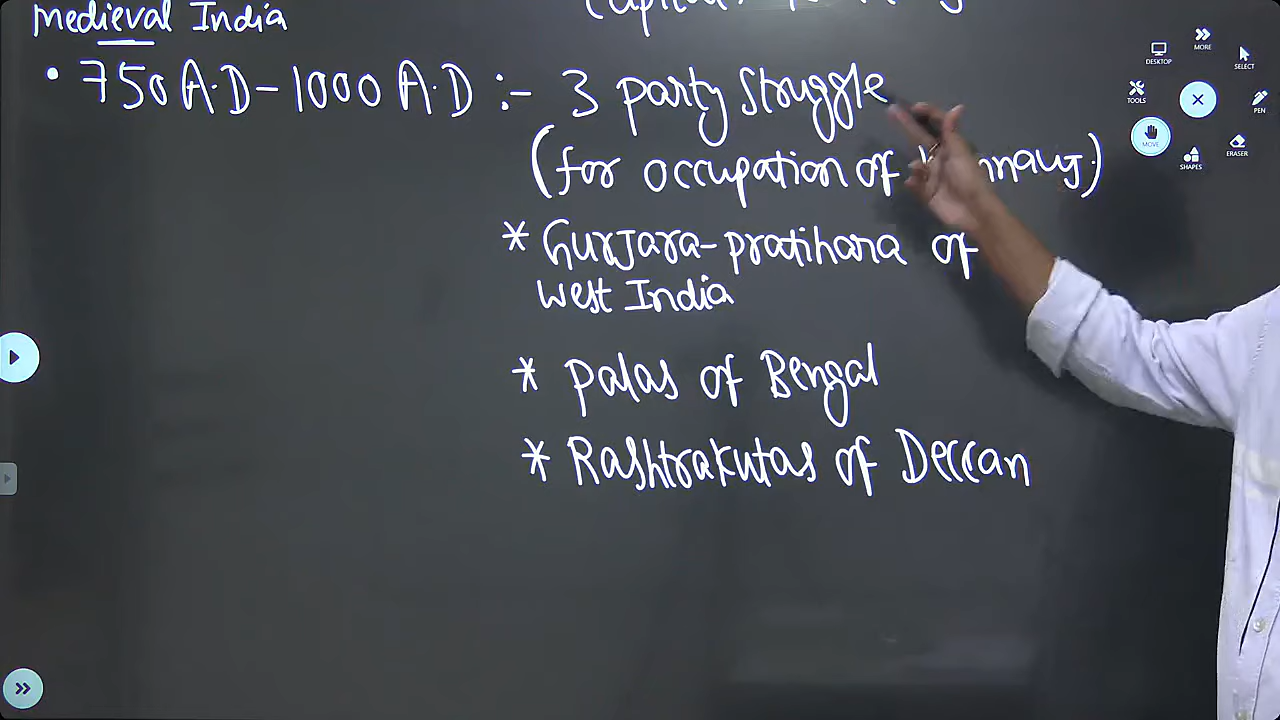 Medieval India
• 750 A.D - 1000 A.D :- 3 party struggle
(for occupation of
* Gurjara-pratihara of
West India
* Palas of Bengal
* Rashtrakutas of Deccan
DESKTOP
MORE
SELECT
TOOLS
PEN
MOVE
SHAPES
ERASER